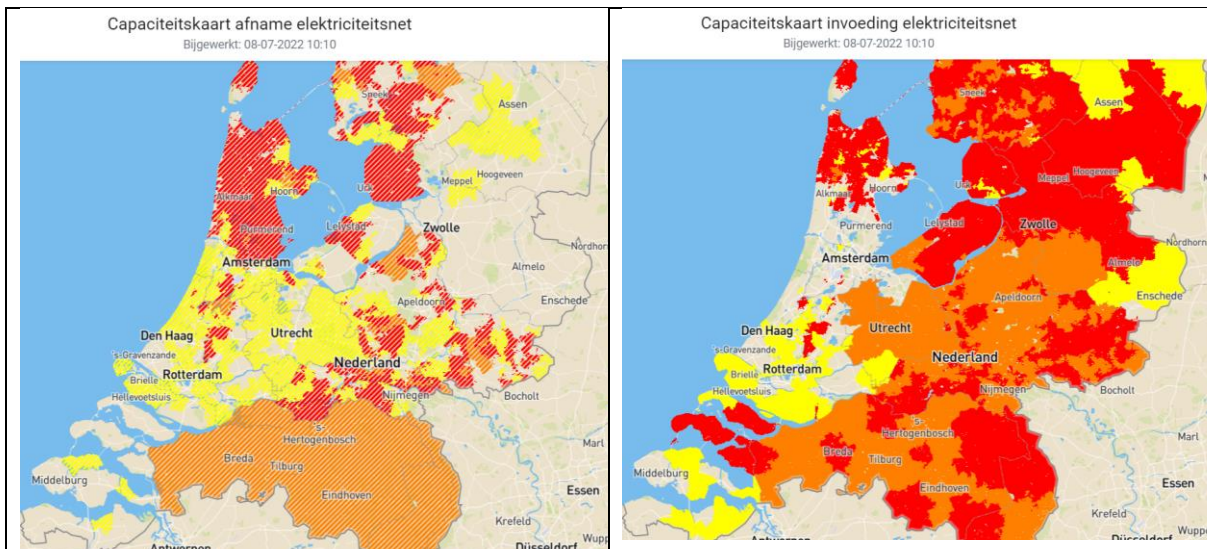 Capaciteitskaart afname elektriciteitsnet
Bijgewerkt: 08-07-2022 10:10
Sneek
Assen
Alkmaar
Hoorn
Urk
Meppel
Hoogeveen
Purmerend
Lelystad
Zwolle
Amsterdam
Nordhorn
Almelo
Apeldoorn
Enschede
Den Haag
Utrecht
's-Gravenzande
Nederland
Rotterdam
Brielle
Hellevoetsluis
Nijmegen
Bocholt
's-
Hertogenbosch
Marl
Breda
Tilburg
Middelburg
Eindhoven
Essen
Krefeld
Antwerpen
Düsseldorf
Capaciteitskaart invoeding elektriciteitsnet
Bijgewerkt: 08-07-2022 10:10
Sneek
Assen
Alkmaar
Hoorn
Urk
Meppel
Hoogeveen
Purmerend
Lelystad
Zwolle
Amsterdam
Nordhorn
Almelo
Apeldoorn
Enschede
Den Haag
Utrecht
's-Gravenzande
Nederland
Rotterdam
Brielle
Hellevoetsluis
Nijmegen
Bocholt
's-
Hertogenbosch
Marl
Breda
Tilburg
Middelburg
Eindhoven
Essen
Krefeld
Wupp
Antwerpen
Düsseldorf